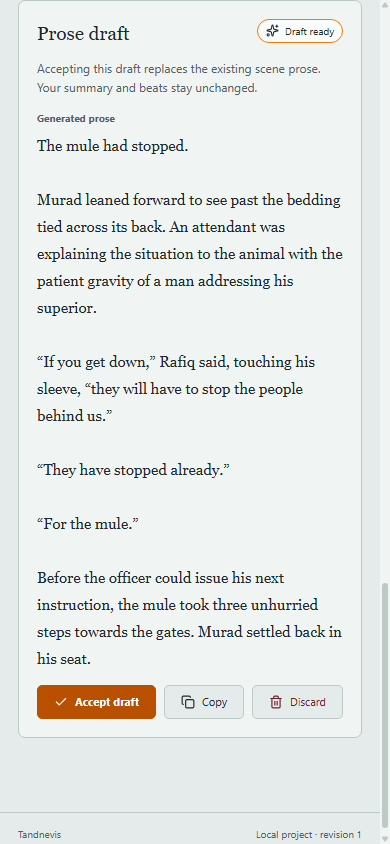 Prose draft
Draft ready
Accepting this draft replaces the existing scene prose.
Your summary and beats stay unchanged.
Generated prose
The mule had stopped.
Murad leaned forward to see past the bedding
tied across its back. An attendant was
explaining the situation to the animal with the
patient gravity of a man addressing his
superior.
“If you get down,” Rafiq said, touching his
sleeve, “they will have to stop the people
behind us.”
“They have stopped already.”
“For the mule.”
Before the officer could issue his next
instruction, the mule took three unhurried
steps towards the gates. Murad settled back in
his seat.
Accept draft
Copy
Discard
Tandnevis
Local project · revision 1